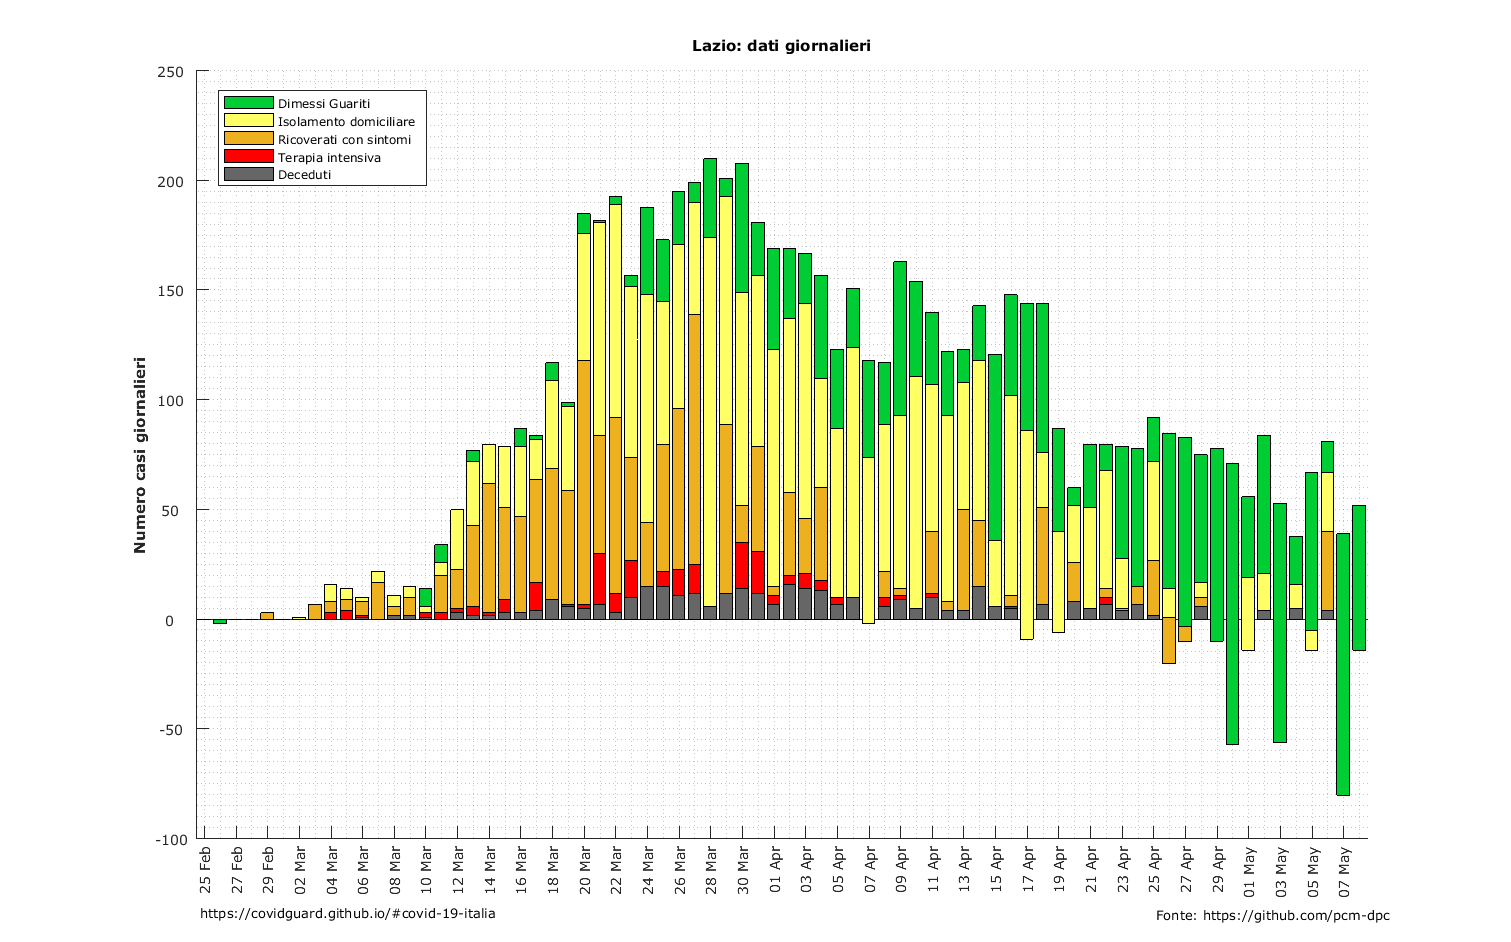 Lazio: dati giornalieri
250
200
150
100
50
0
-50
-100
Numero casi giornalieri
Dimessi Guariti
Isolamento domiciliare
Ricoverati con sintomi
Terapia intensiva
Deceduti
25 Feb
27 Feb
29 Feb
02 Mar
04 Mar
06 Mar
08 Mar
10 Mar
12 Mar
14 Mar
16 Mar
18 Mar
20 Mar
22 Mar
24 Mar
26 Mar
28 Mar
30 Mar
01 Apr
03 Apr
05 Apr
07 Apr
09 Apr
11 Apr
13 Apr
15 Apr
17 Apr
19 Apr
21 Apr
23 Apr
25 Apr
27 Apr
29 Apr
01 May
03 May
05 May
07 May
https://covidguard.github.io/#covid-19-italia
Fonte: https://github.com/pcm-dpc